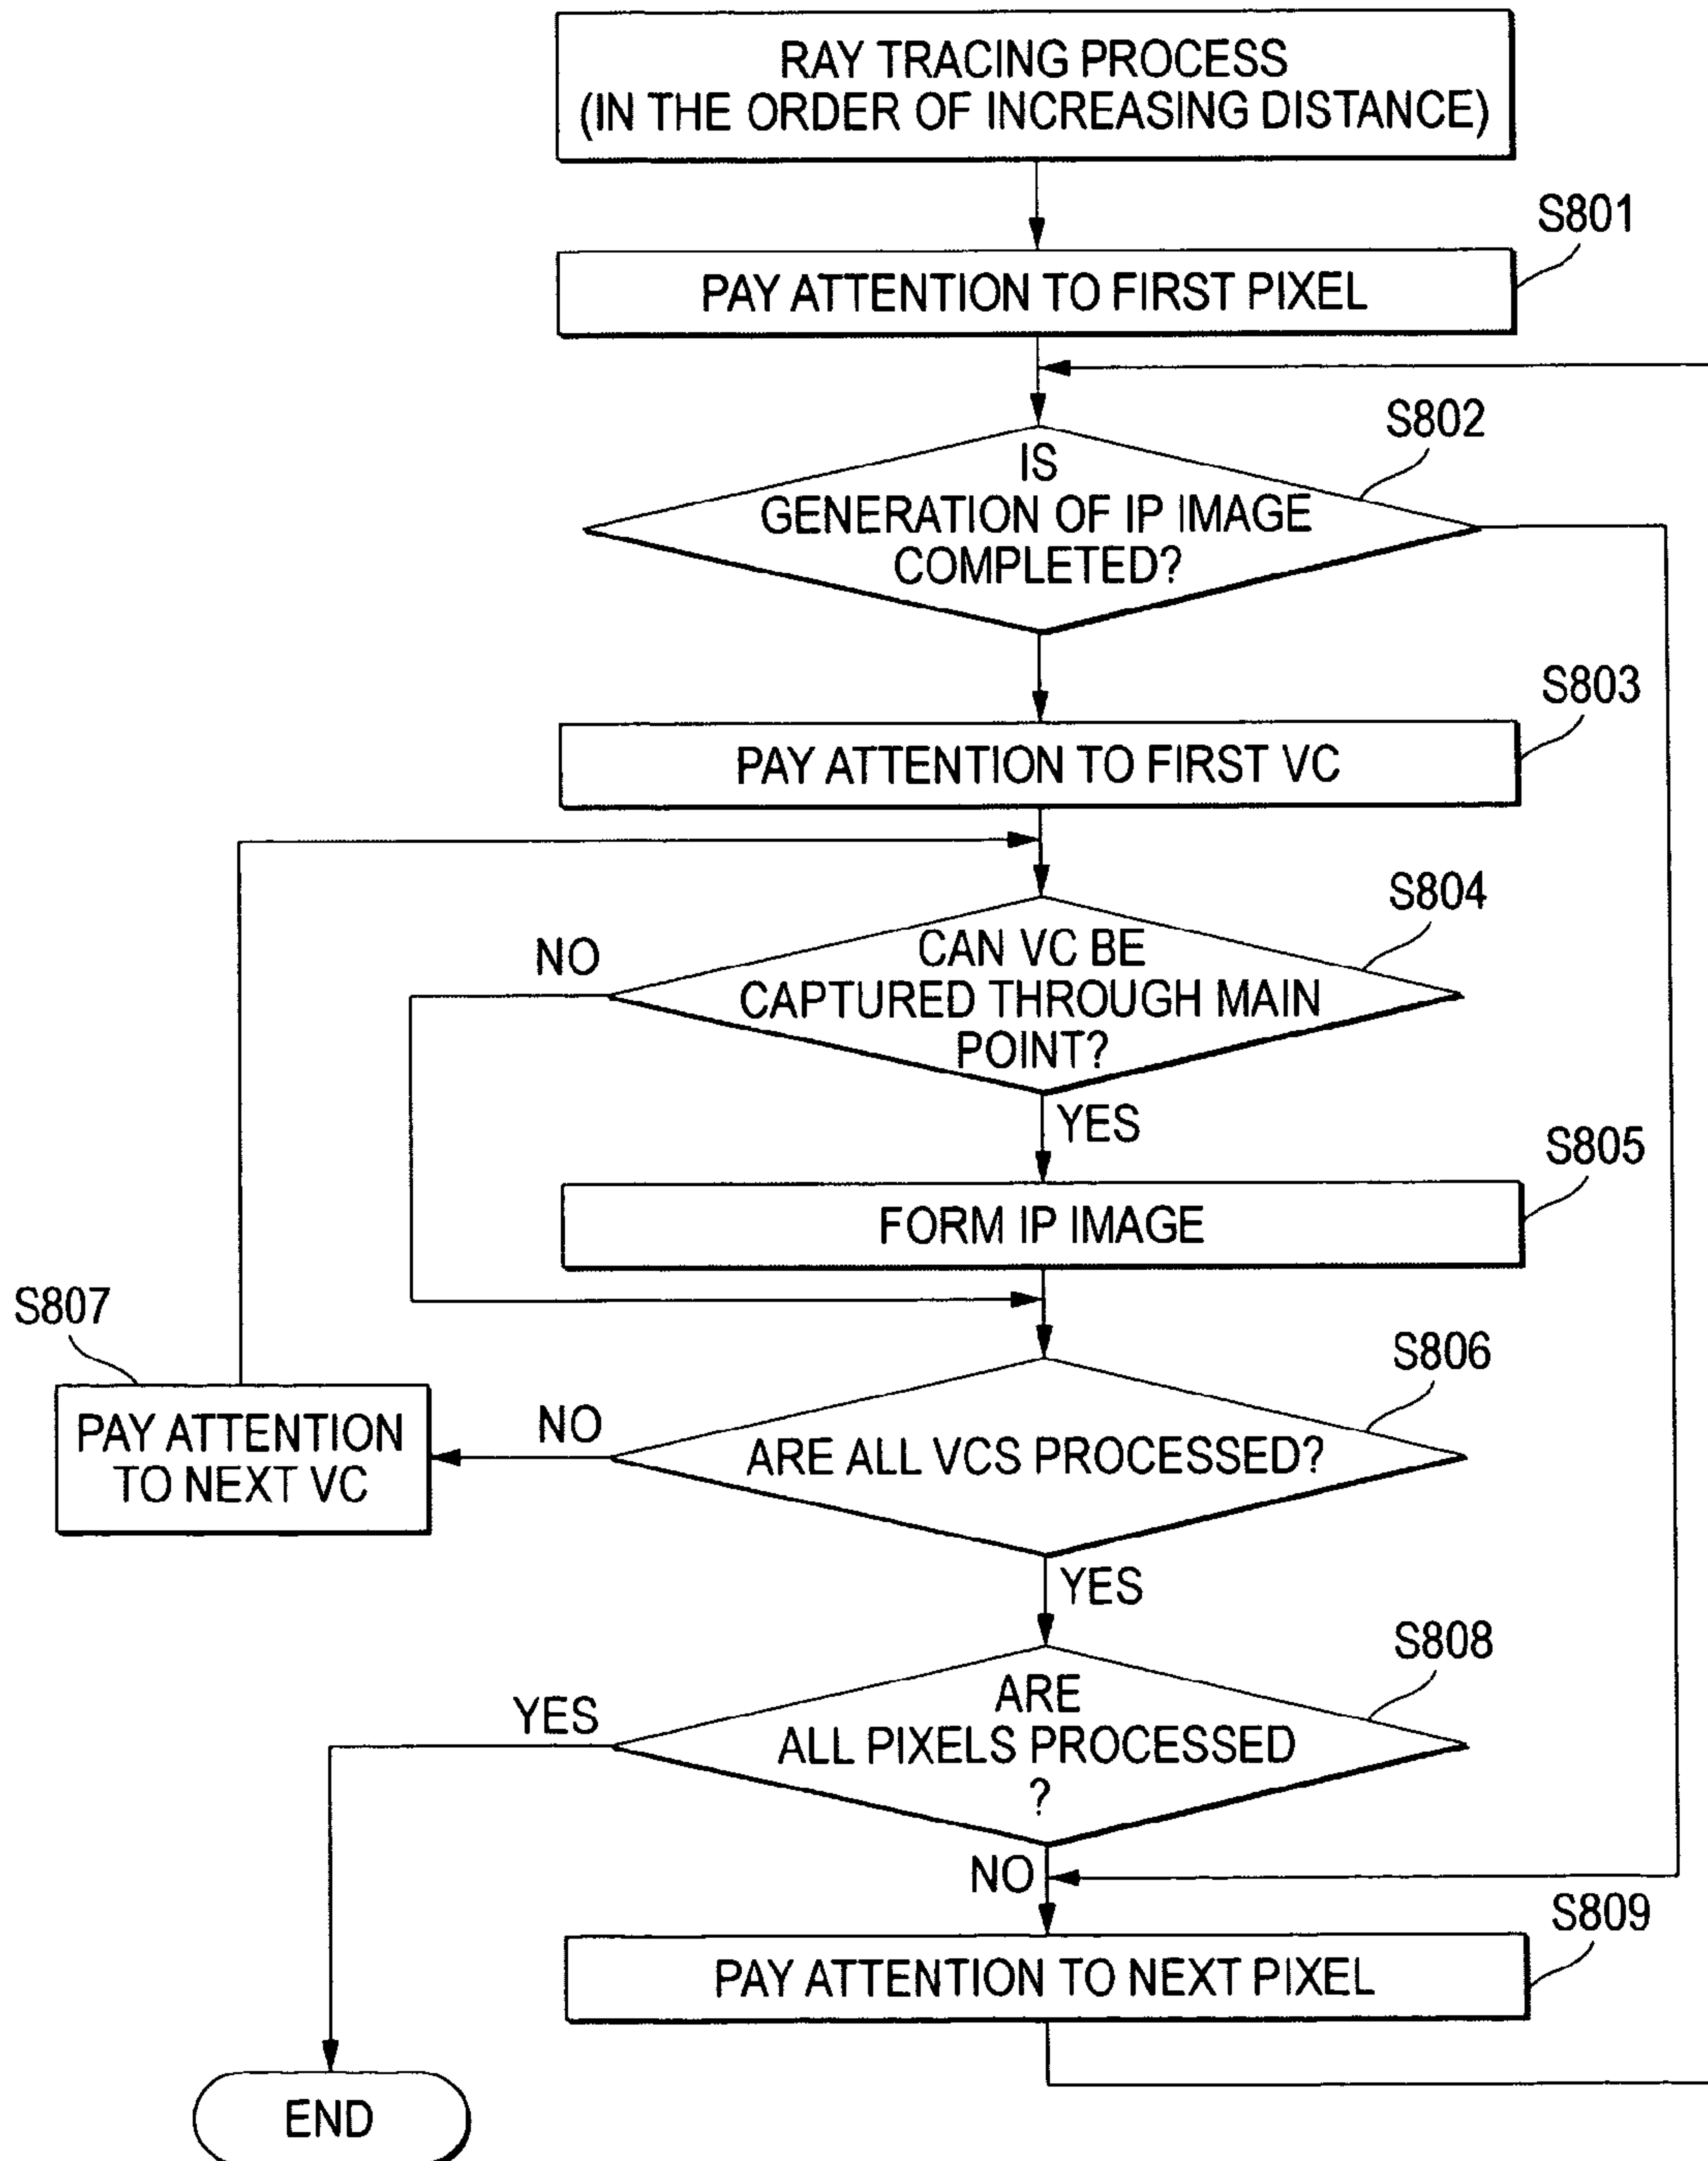 RAY TRACING PROCESS
(IN THE ORDER OF INCREASING DISTANCE)
S801
PAY ATTENTION TO FIRST PIXEL
S802
IS
GENERATION OF IP IMAGE
COMPLETED?
S803
PAY ATTENTION TO FIRST VC
S804
NO
CAN VC BE
CAPTURED THROUGH MAIN
POINT?
YES
S805
FORM IP IMAGE
S807
PAY ATTENTION
TO NEXT VC
S806
NO
ARE ALL VCS PROCESSED?
YES
S808
YES
ARE
ALL PIXELS PROCESSED
?
NO
S809
PAY ATTENTION TO NEXT PIXEL
END